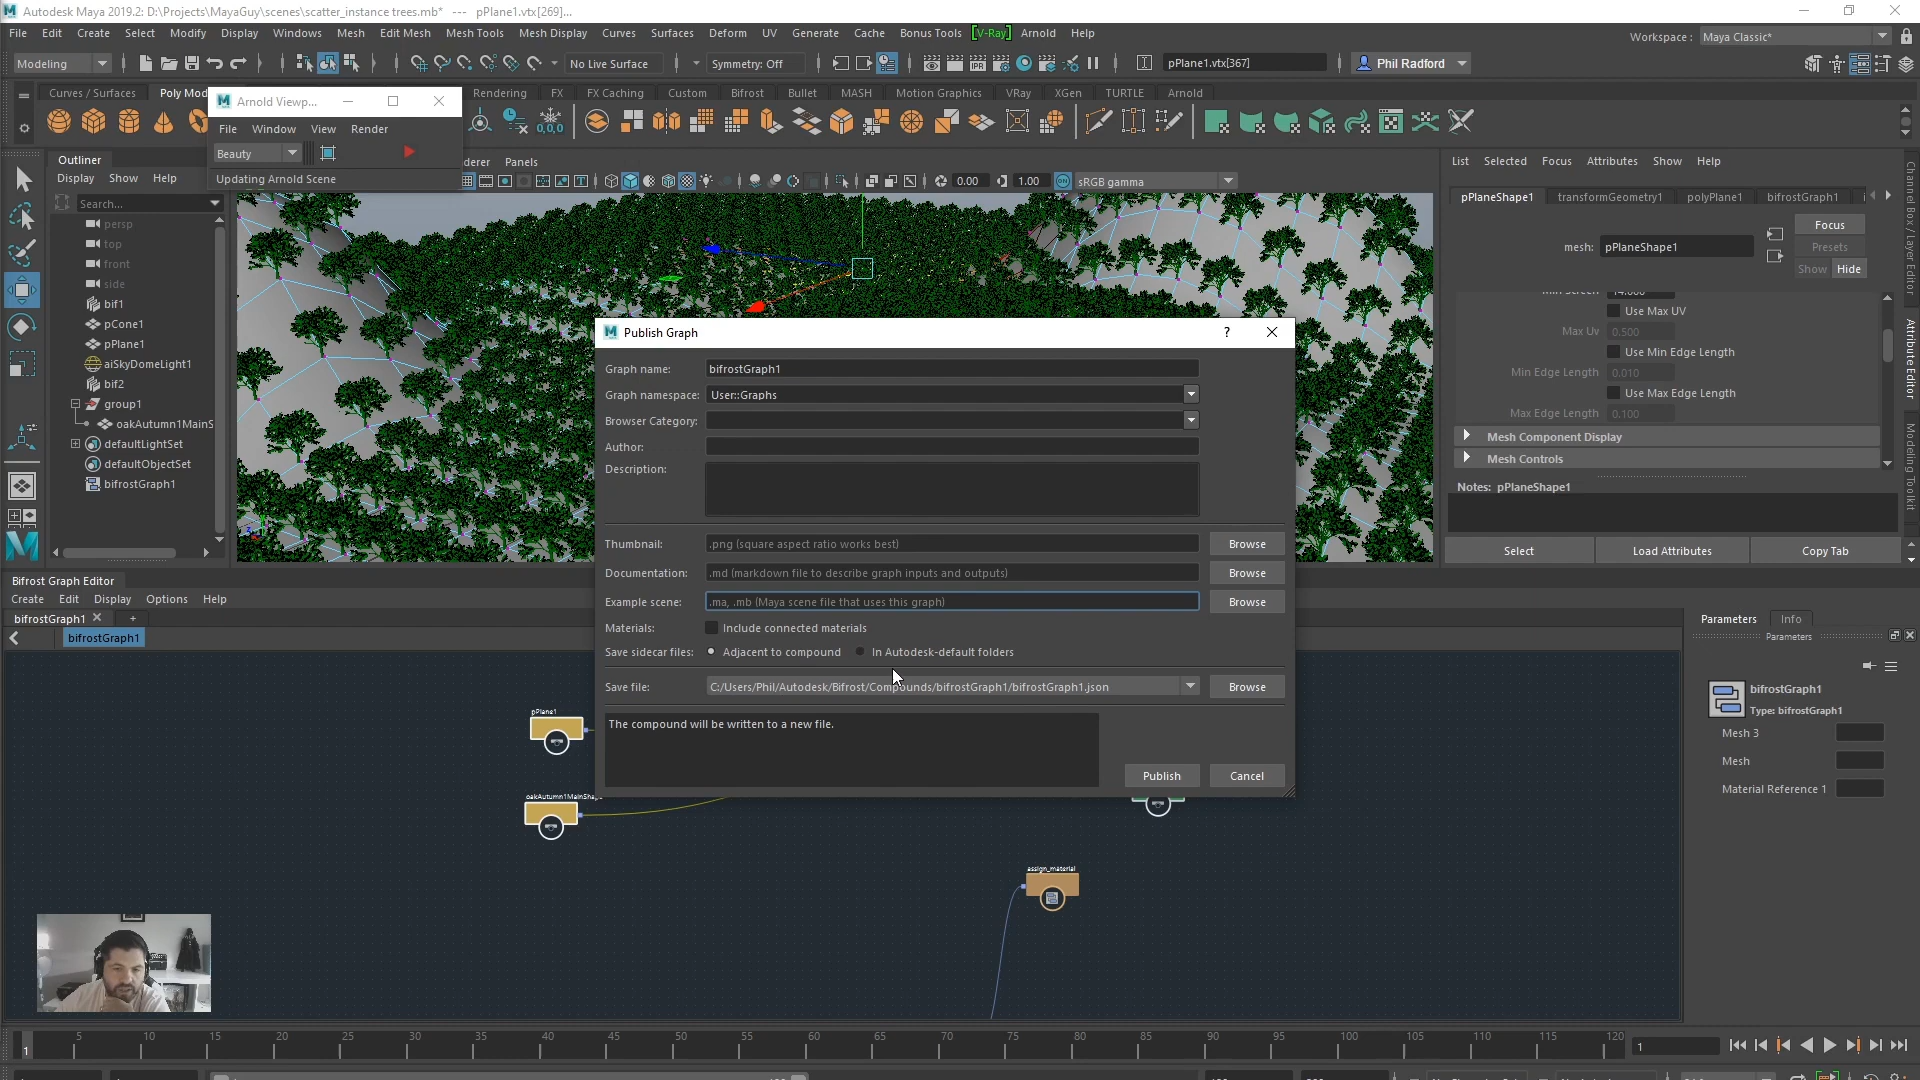 Autodesk Maya 2019.2: D:\Projects\MayaGuy\scenes\scatter_instance trees.mb* --- pPlane1.vtx[269]...
File Edit Create Select Modify Display Windows Mesh Edit Mesh Mesh Tools Mesh Display Curves Surfaces Deform UV Generate Cache Bonus Tools [V-Ray] Arnold Help
Workspace : Maya Classic*
Modeling No Live Surface Symmetry: Off pPlane1.vtx[367] Phil Radford
Curves / Surfaces Poly Mod Rendering FX FX Caching Custom Bifrost Bullet MASH Motion Graphics VRay XGen TURTLE Arnold
Arnold Viewp...
File Window View Render
Beauty
Updating Arnold Scene
0,0,0
Panels
0.00 1.00 sRGB gamma
Outliner
Display Show Help
Search...
persp
top
front
side
bif1
pCone1
pPlane1
aiSkyDomeLight1
bif2
group1
oakAutumn1MainS
defaultLightSet
defaultObjectSet
bifrostGraph1
List Selected Focus Attributes Show Help
pPlaneShape1 transformGeometry1 polyPlane1 bifrostGraph1
Focus
mesh: pPlaneShape1
Presets
Show Hide
Use Max UV
Max Uv 0.500
Use Min Edge Length
Min Edge Length 0.010
Use Max Edge Length
Max Edge Length 0.100
Mesh Component Display
Mesh Controls
Notes: pPlaneShape1
Select Load Attributes Copy Tab
Channel Box / Layer Editor
Attribute Editor
Modeling Toolkit
Publish Graph
?
Graph name: bifrostGraph1
Graph namespace: User::Graphs
Browser Category:
Author:
Description:
Thumbnail: .png (square aspect ratio works best) Browse
Documentation: .md (markdown file to describe graph inputs and outputs) Browse
Example scene: .ma, .mb (Maya scene file that uses this graph) Browse
Materials: Include connected materials
Save sidecar files: Adjacent to compound In Autodesk-default folders
Save file: C:/Users/Phil/Autodesk/Bifrost/Compounds/bifrostGraph1/bifrostGraph1.json Browse
The compound will be written to a new file.
Publish Cancel
Bifrost Graph Editor
Create Edit Display Options Help
bifrostGraph1
bifrostGraph1
pPlane1
assign_material
Parameters Info
Parameters
bifrostGraph1
Type: bifrostGraph1
Mesh 3
Mesh
Material Reference 1
5 10 15 20 25 30 35 40 45 50 55 60 65 70 75 80 85 90 95 100 105 110 115 120
1 1